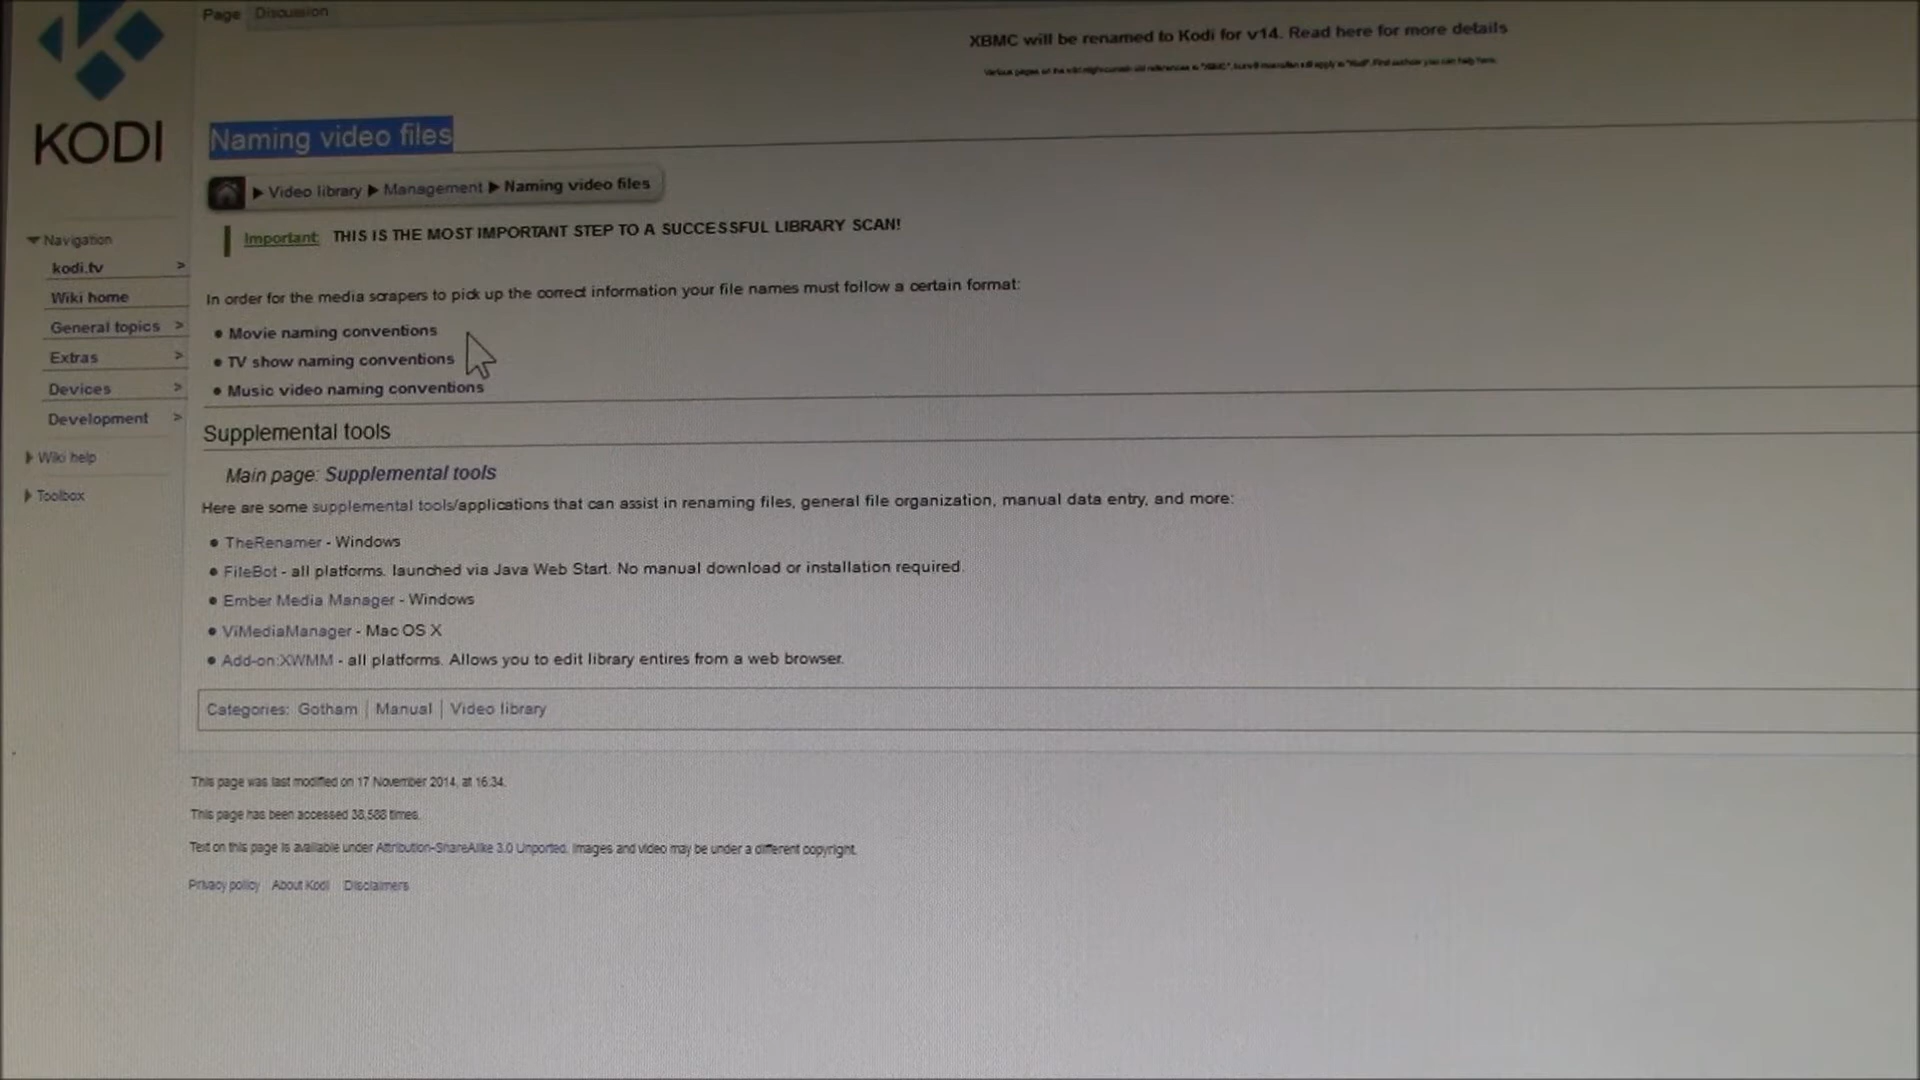 Page Discussion
XBMC will be renamed to Kodi for v14. Read here for more details
KODI
Naming video files
Video library Management Naming video files
Important: THIS IS THE MOST IMPORTANT STEP TO A SUCCESSFUL LIBRARY SCAN!
In order for the media scrapers to pick up the correct information your file names must follow a certain format:
Movie naming conventions
TV show naming conventions
Music video naming conventions
Navigation
kodi.tv >
Wiki home
General topics >
Extras >
Devices >
Development >
Wiki help
Toolbox
Supplemental tools
Main page: Supplemental tools
Here are some supplemental tools/applications that can assist in renaming files, general file organization, manual data entry, and more:
TheRenamer - Windows
FileBot - all platforms. launched via Java Web Start. No manual download or installation required.
Ember Media Manager - Windows
ViMediaManager - Mac OS X
Add-on:XWMM - all platforms. Allows you to edit library entires from a web browser.
Categories: Gotham | Manual | Video library
This page was last modified on 17 November 2014, at 16:34.
This page has been accessed 38,588 times.
Text on this page is available under Attribution-ShareAlike 3.0 Unported. Images and video may be under a different copyright.
Privacy policy About Kodi Disclaimers